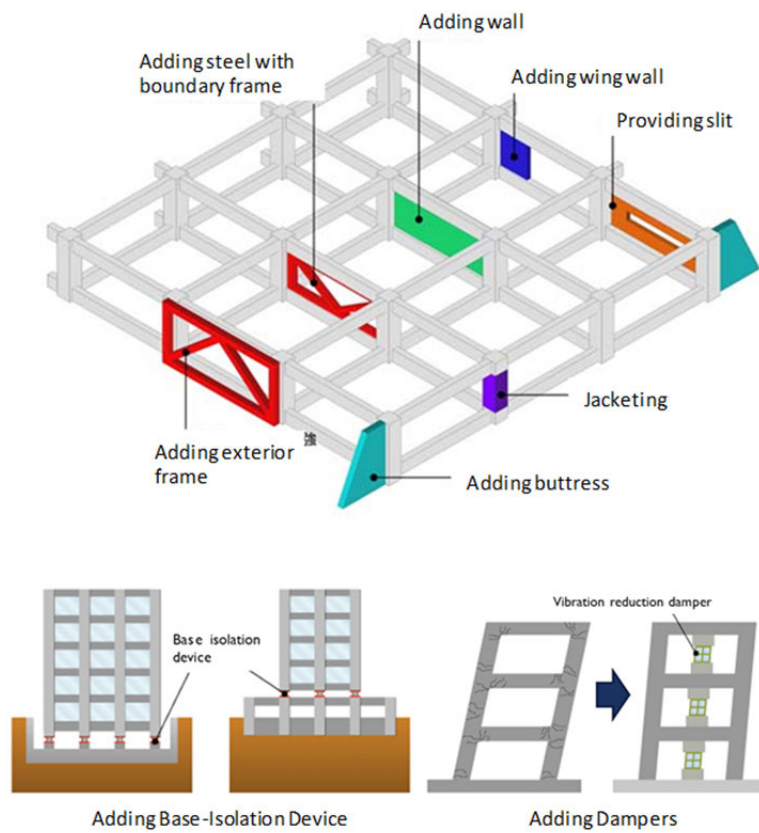 Adding wall
Adding steel with
boundary frame
Adding wing wall
Providing slit
Jacketing
強
Adding exterior
frame
Adding buttress
Vibration reduction damper
Base isolation
device
Adding Base-Isolation Device
Adding Dampers